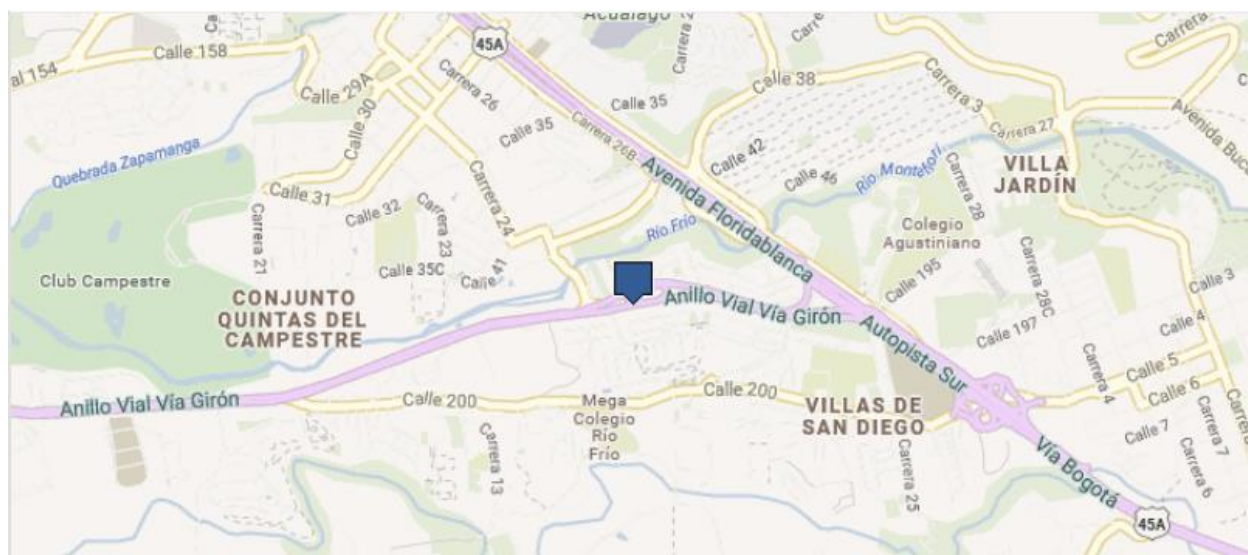 Acualago
45A
Calle 158
al 154
Calle 29A
Calle 30
Carrera 26
Calle 35
Calle 35
Carrera 26B
Calle 38
Carrera 3
Carrera 27
Avenida Buc
Calle 42
Calle 46
Quebrada Zapamanga
Calle 31
Calle 32
Carrera 23
Carrera 24
Carrera 21
Calle 35C
Calle 41
Río Frío
Avenida Floridablanca
Carrera 28
VILLA
JARDÍN
Colegio
Agustiniano
Calle 195
Carrera 28C
Calle 197
Calle 3
Calle 4
Calle 5
Calle 6
Calle 7
Carrera 4
Carrera 7
Carrera 6
Club Campestre
CONJUNTO
QUINTAS DEL
CAMPESTRE
Anillo Vial Vía Girón
Anillo Vial Vía Girón
Autopista Sur
Calle 200
Calle 200
Mega
Colegio
Río
Frío
VILLAS DE
SAN DIEGO
Carrera 13
Carrera 25
Vía Bogotá
45A